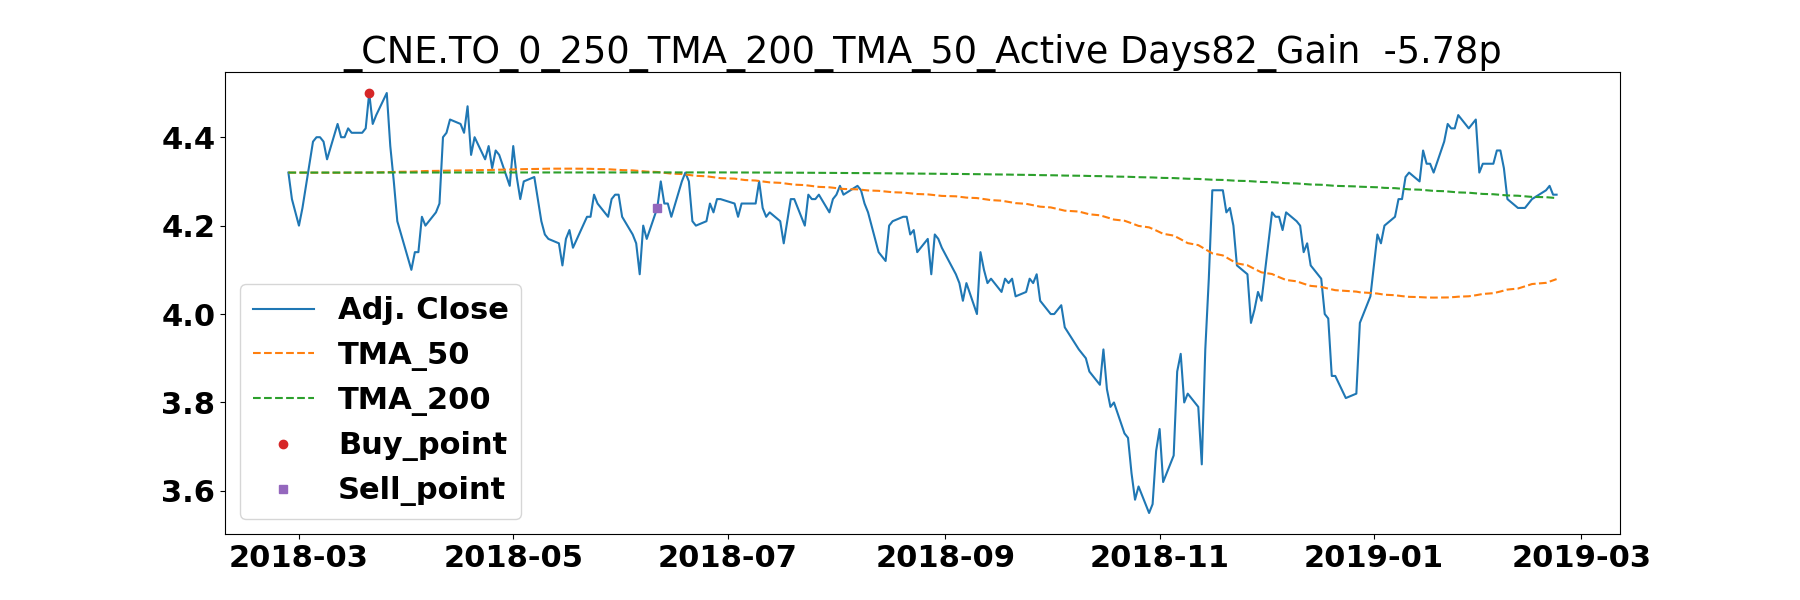 _CNE.TO_0_250_TMA_200_TMA_50_Active Days82_Gain  -5.78p
4.4
4.2
4.0
3.8
3.6
Adj. Close
TMA_50
TMA_200
Buy_point
Sell_point
2018-03 2018-05 2018-07 2018-09 2018-11 2019-01 2019-03